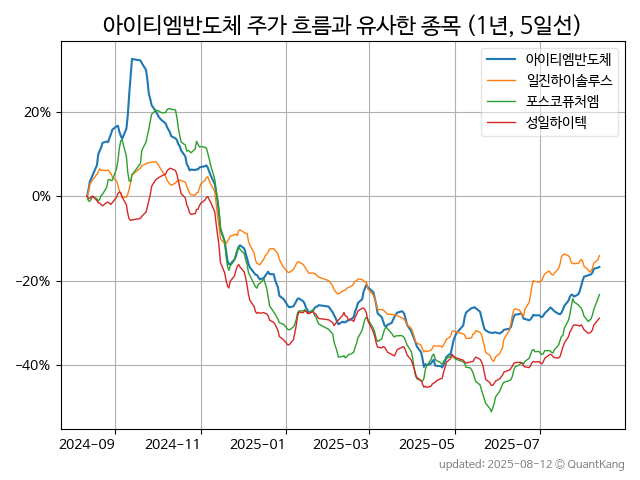 아이티엠반도체 주가 흐름과 유사한 종목 (1년, 5일선)
아이티엠반도체
일진하이솔루스
포스코퓨처엠
성일하이텍
20%
0%
−20%
−40%
2024-09 2024-11 2025-01 2025-03 2025-05 2025-07
updated: 2025-08-12 © QuantKang